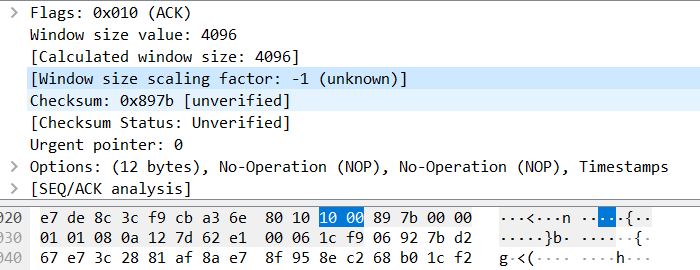 Flags: 0x010 (ACK)
Window size value: 4096
[Calculated window size: 4096]
[Window size scaling factor: -1 (unknown)]
Checksum: 0x897b [unverified]
[Checksum Status: Unverified]
Urgent pointer: 0
Options: (12 bytes), No-Operation (NOP), No-Operation (NOP), Timestamps
[SEQ/ACK analysis]
020 e7 de 8c 3c f9 cb a3 6e 80 10 10 00 89 7b 00 00 ···<···n ·····{··
030 01 01 08 0a 12 7d 62 e1 00 06 1c f9 06 92 7b d2 ·····}b· ······{·
040 67 e7 3c 28 81 af 8a e7 8f 95 8e c2 68 b0 1c f2 g·<(···· ····h···